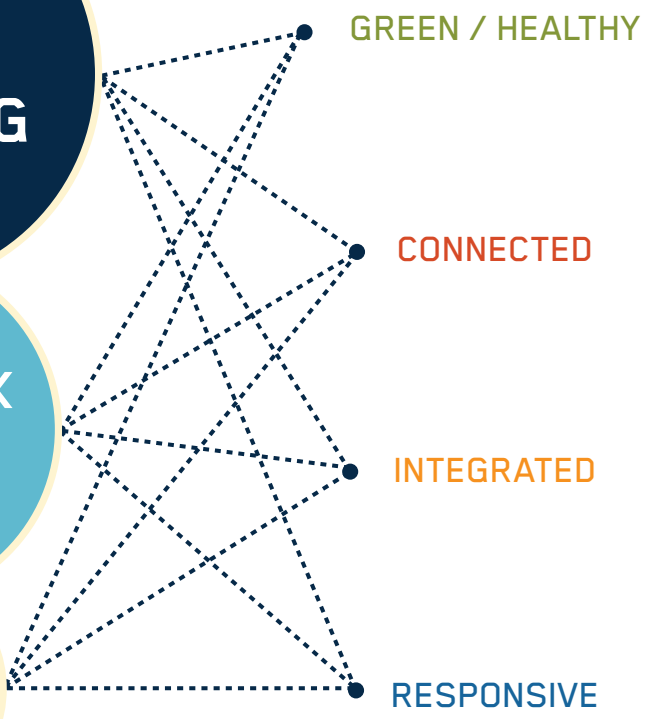 GREEN / HEALTHY
G
CONNECTED
X
INTEGRATED
RESPONSIVE